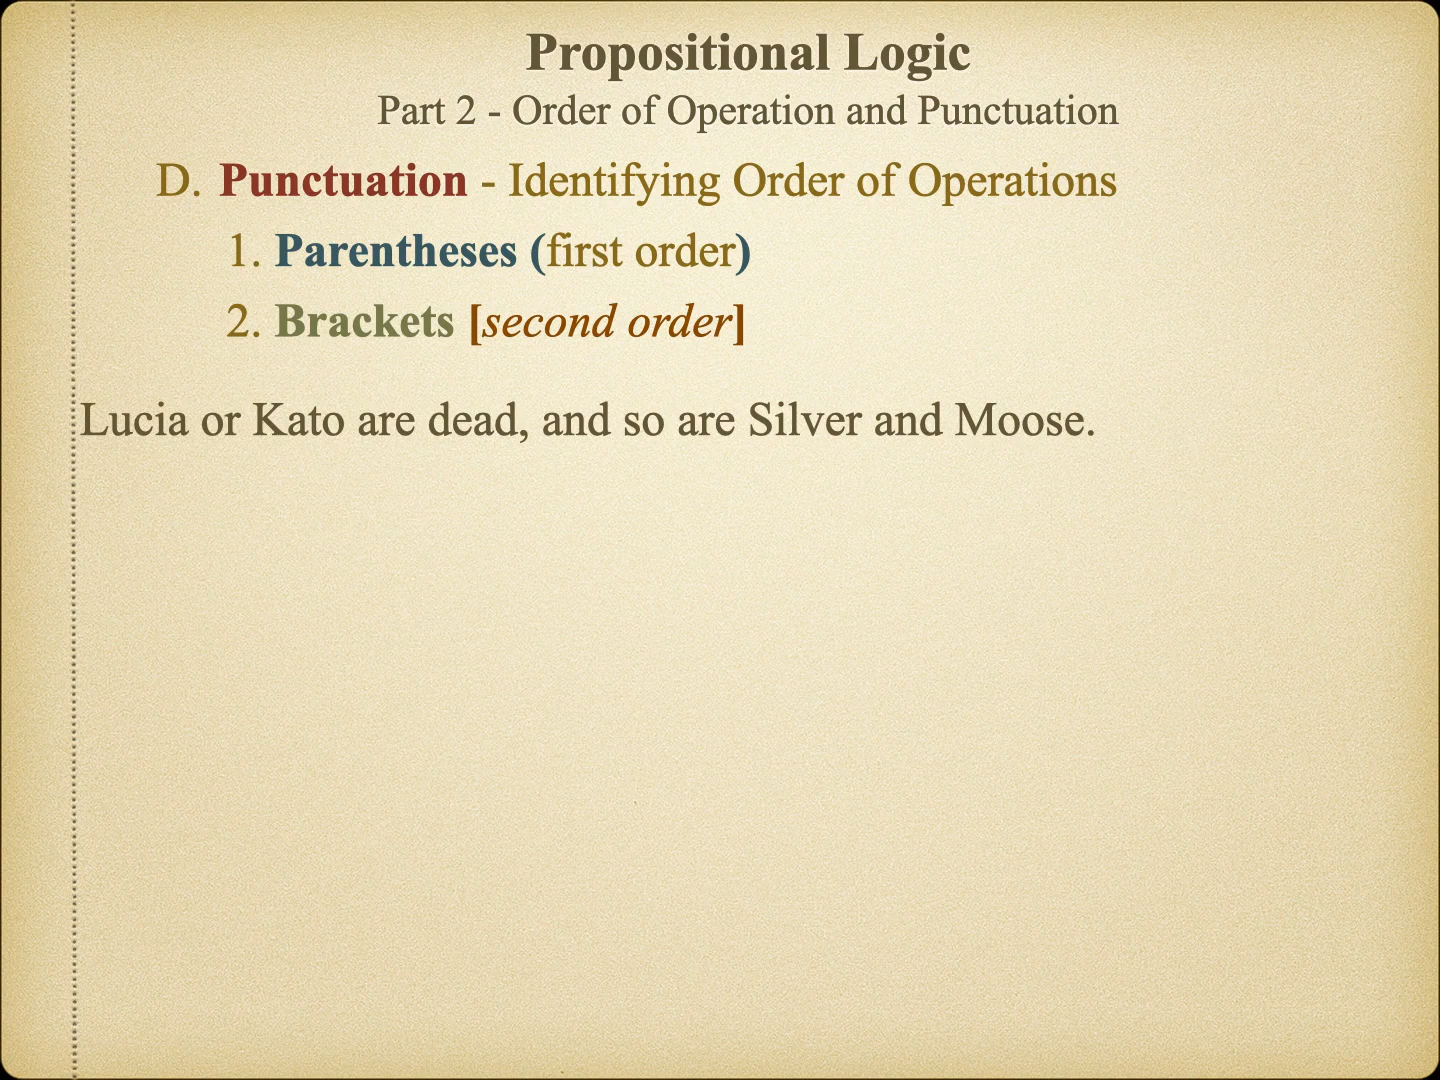 Propositional Logic
Part 2 - Order of Operation and Punctuation
D. Punctuation - Identifying Order of Operations
1. Parentheses (first order)
2. Brackets [second order]
Lucia or Kato are dead, and so are Silver and Moose.